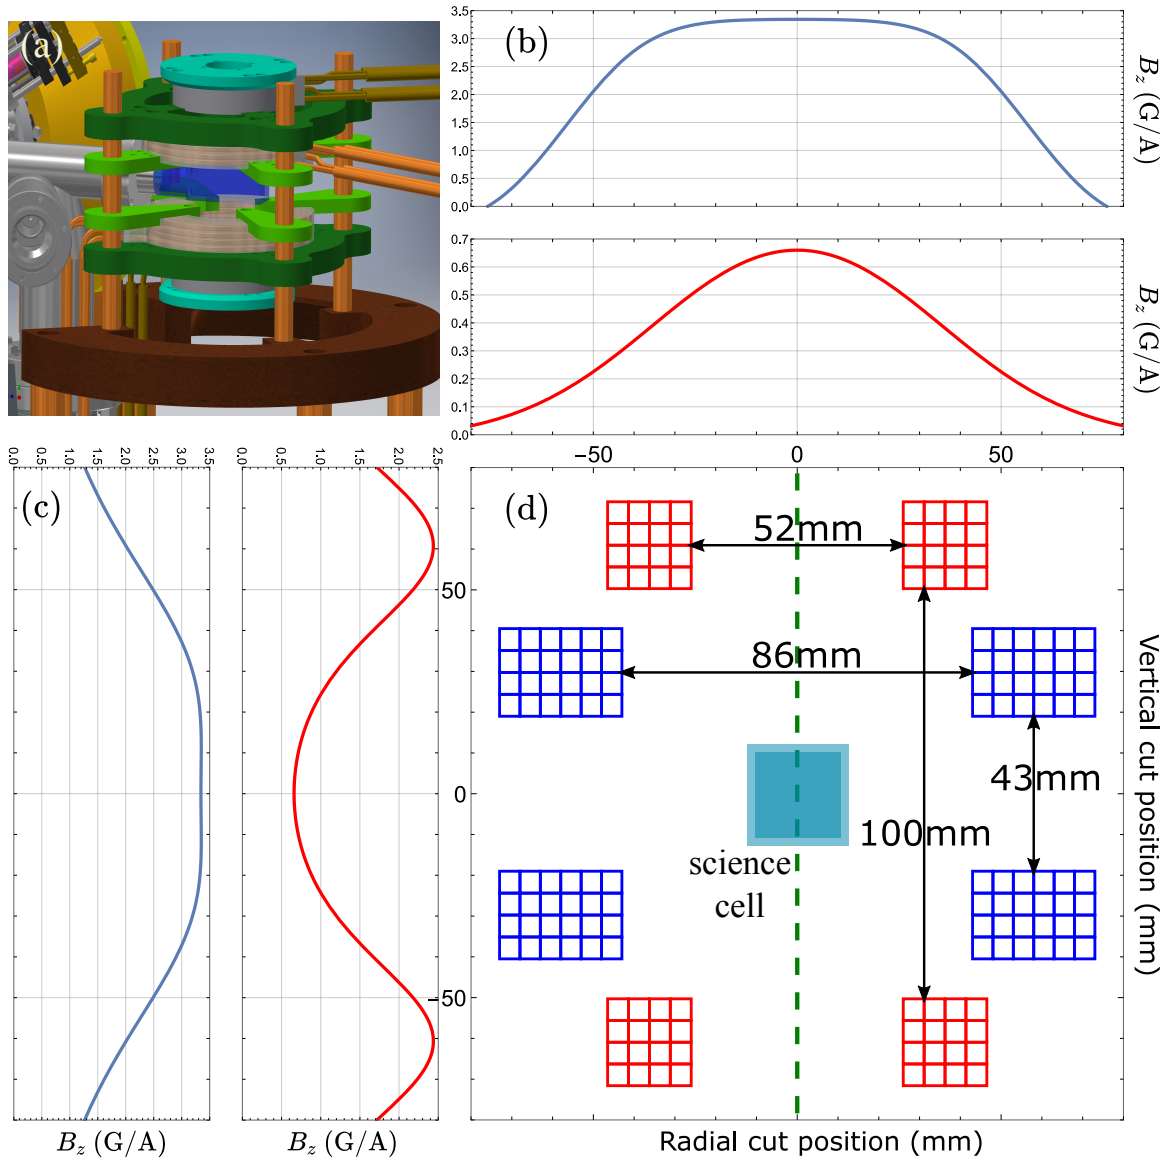 (a)
(b)
3.5
3.0
2.5
2.0
1.5
1.0
0.5
0.0
B_z (G/A)
0.7
0.6
0.5
0.4
0.3
0.2
0.1
0.0
B_z (G/A)
−50
0
50
0.0
0.5
1.0
1.5
2.0
2.5
3.0
3.5
0.0
0.5
1.0
1.5
2.0
2.5
(c)
50
0
−50
B_z (G/A)
B_z (G/A)
(d)
52mm
86mm
43mm
100mm
science
cell
Vertical cut position (mm)
Radial cut position (mm)